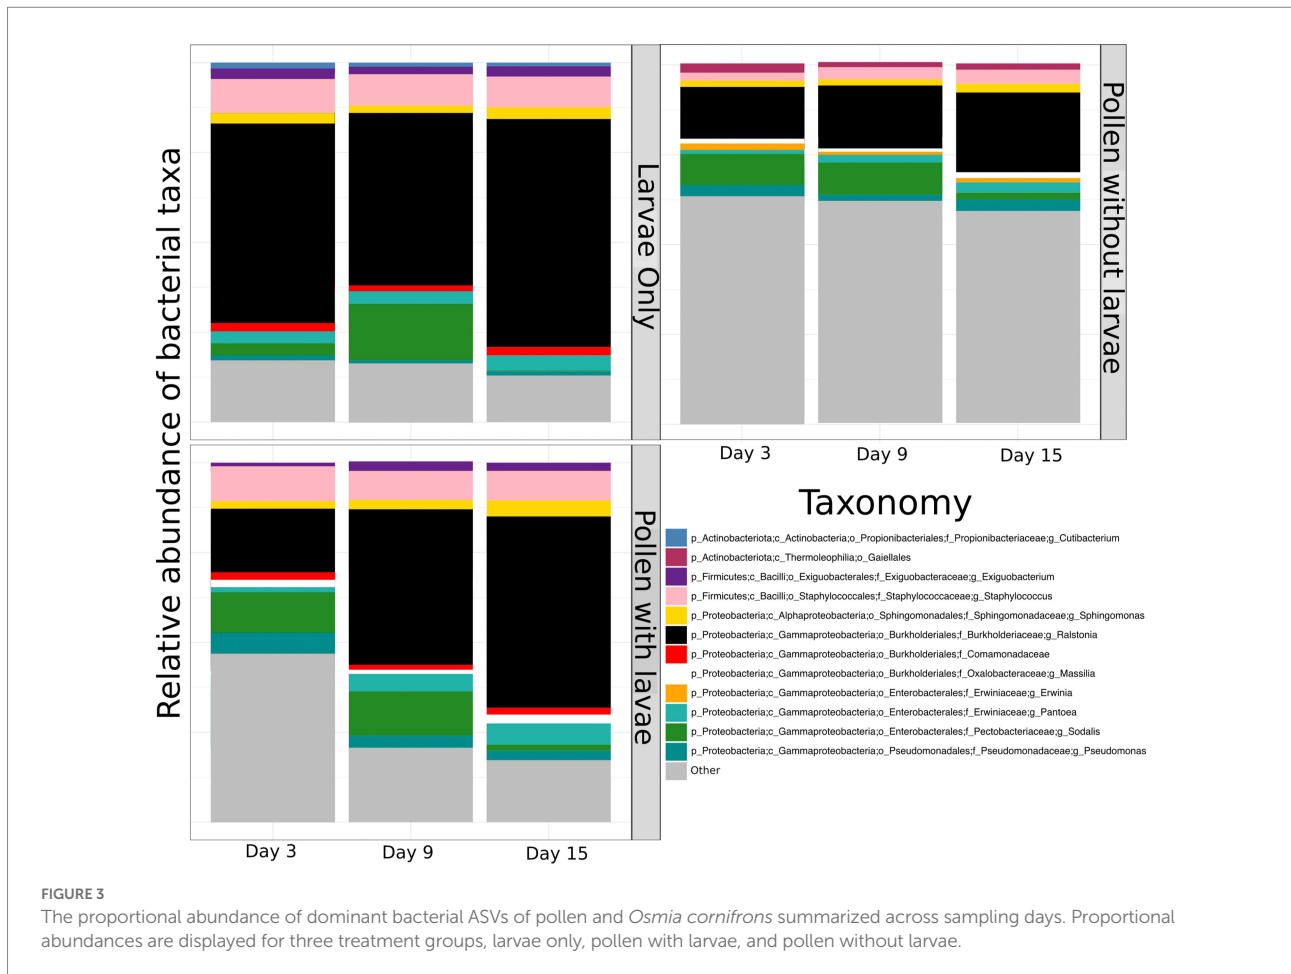 Relative abundance of bacterial taxa
Larvae Only
Pollen without larvae
Day 3
Day 9
Day 15
Pollen with lavae
Day 3
Day 9
Day 15
Taxonomy
p_Actinobacteriota;c_Actinobacteria;o_Propionibacteriales;f_Propionibacteriaceae;g_Cutibacterium
p_Actinobacteriota;c_Thermoleophilia;o_Gaiellales
p_Firmicutes;c_Bacilli;o_Exiguobacterales;f_Exiguobacteraceae;g_Exiguobacterium
p_Firmicutes;c_Bacilli;o_Staphylococcales;f_Staphylococcaceae;g_Staphylococcus
p_Proteobacteria;c_Alphaproteobacteria;o_Sphingomonadales;f_Sphingomonadaceae;g_Sphingomonas
p_Proteobacteria;c_Gammaproteobacteria;o_Burkholderiales;f_Burkholderiaceae;g_Ralstonia
p_Proteobacteria;c_Gammaproteobacteria;o_Burkholderiales;f_Comamonadaceae
p_Proteobacteria;c_Gammaproteobacteria;o_Burkholderiales;f_Oxalobacteraceae;g_Massilia
p_Proteobacteria;c_Gammaproteobacteria;o_Enterobacterales;f_Erwiniaceae;g_Erwinia
p_Proteobacteria;c_Gammaproteobacteria;o_Enterobacterales;f_Erwiniaceae;g_Pantoea
p_Proteobacteria;c_Gammaproteobacteria;o_Enterobacterales;f_Pectobacteriaceae;g_Sodalis
p_Proteobacteria;c_Gammaproteobacteria;o_Pseudomonadales;f_Pseudomonadaceae;g_Pseudomonas
Other
FIGURE 3
The proportional abundance of dominant bacterial ASVs of pollen and Osmia cornifrons summarized across sampling days. Proportional
abundances are displayed for three treatment groups, larvae only, pollen with larvae, and pollen without larvae.